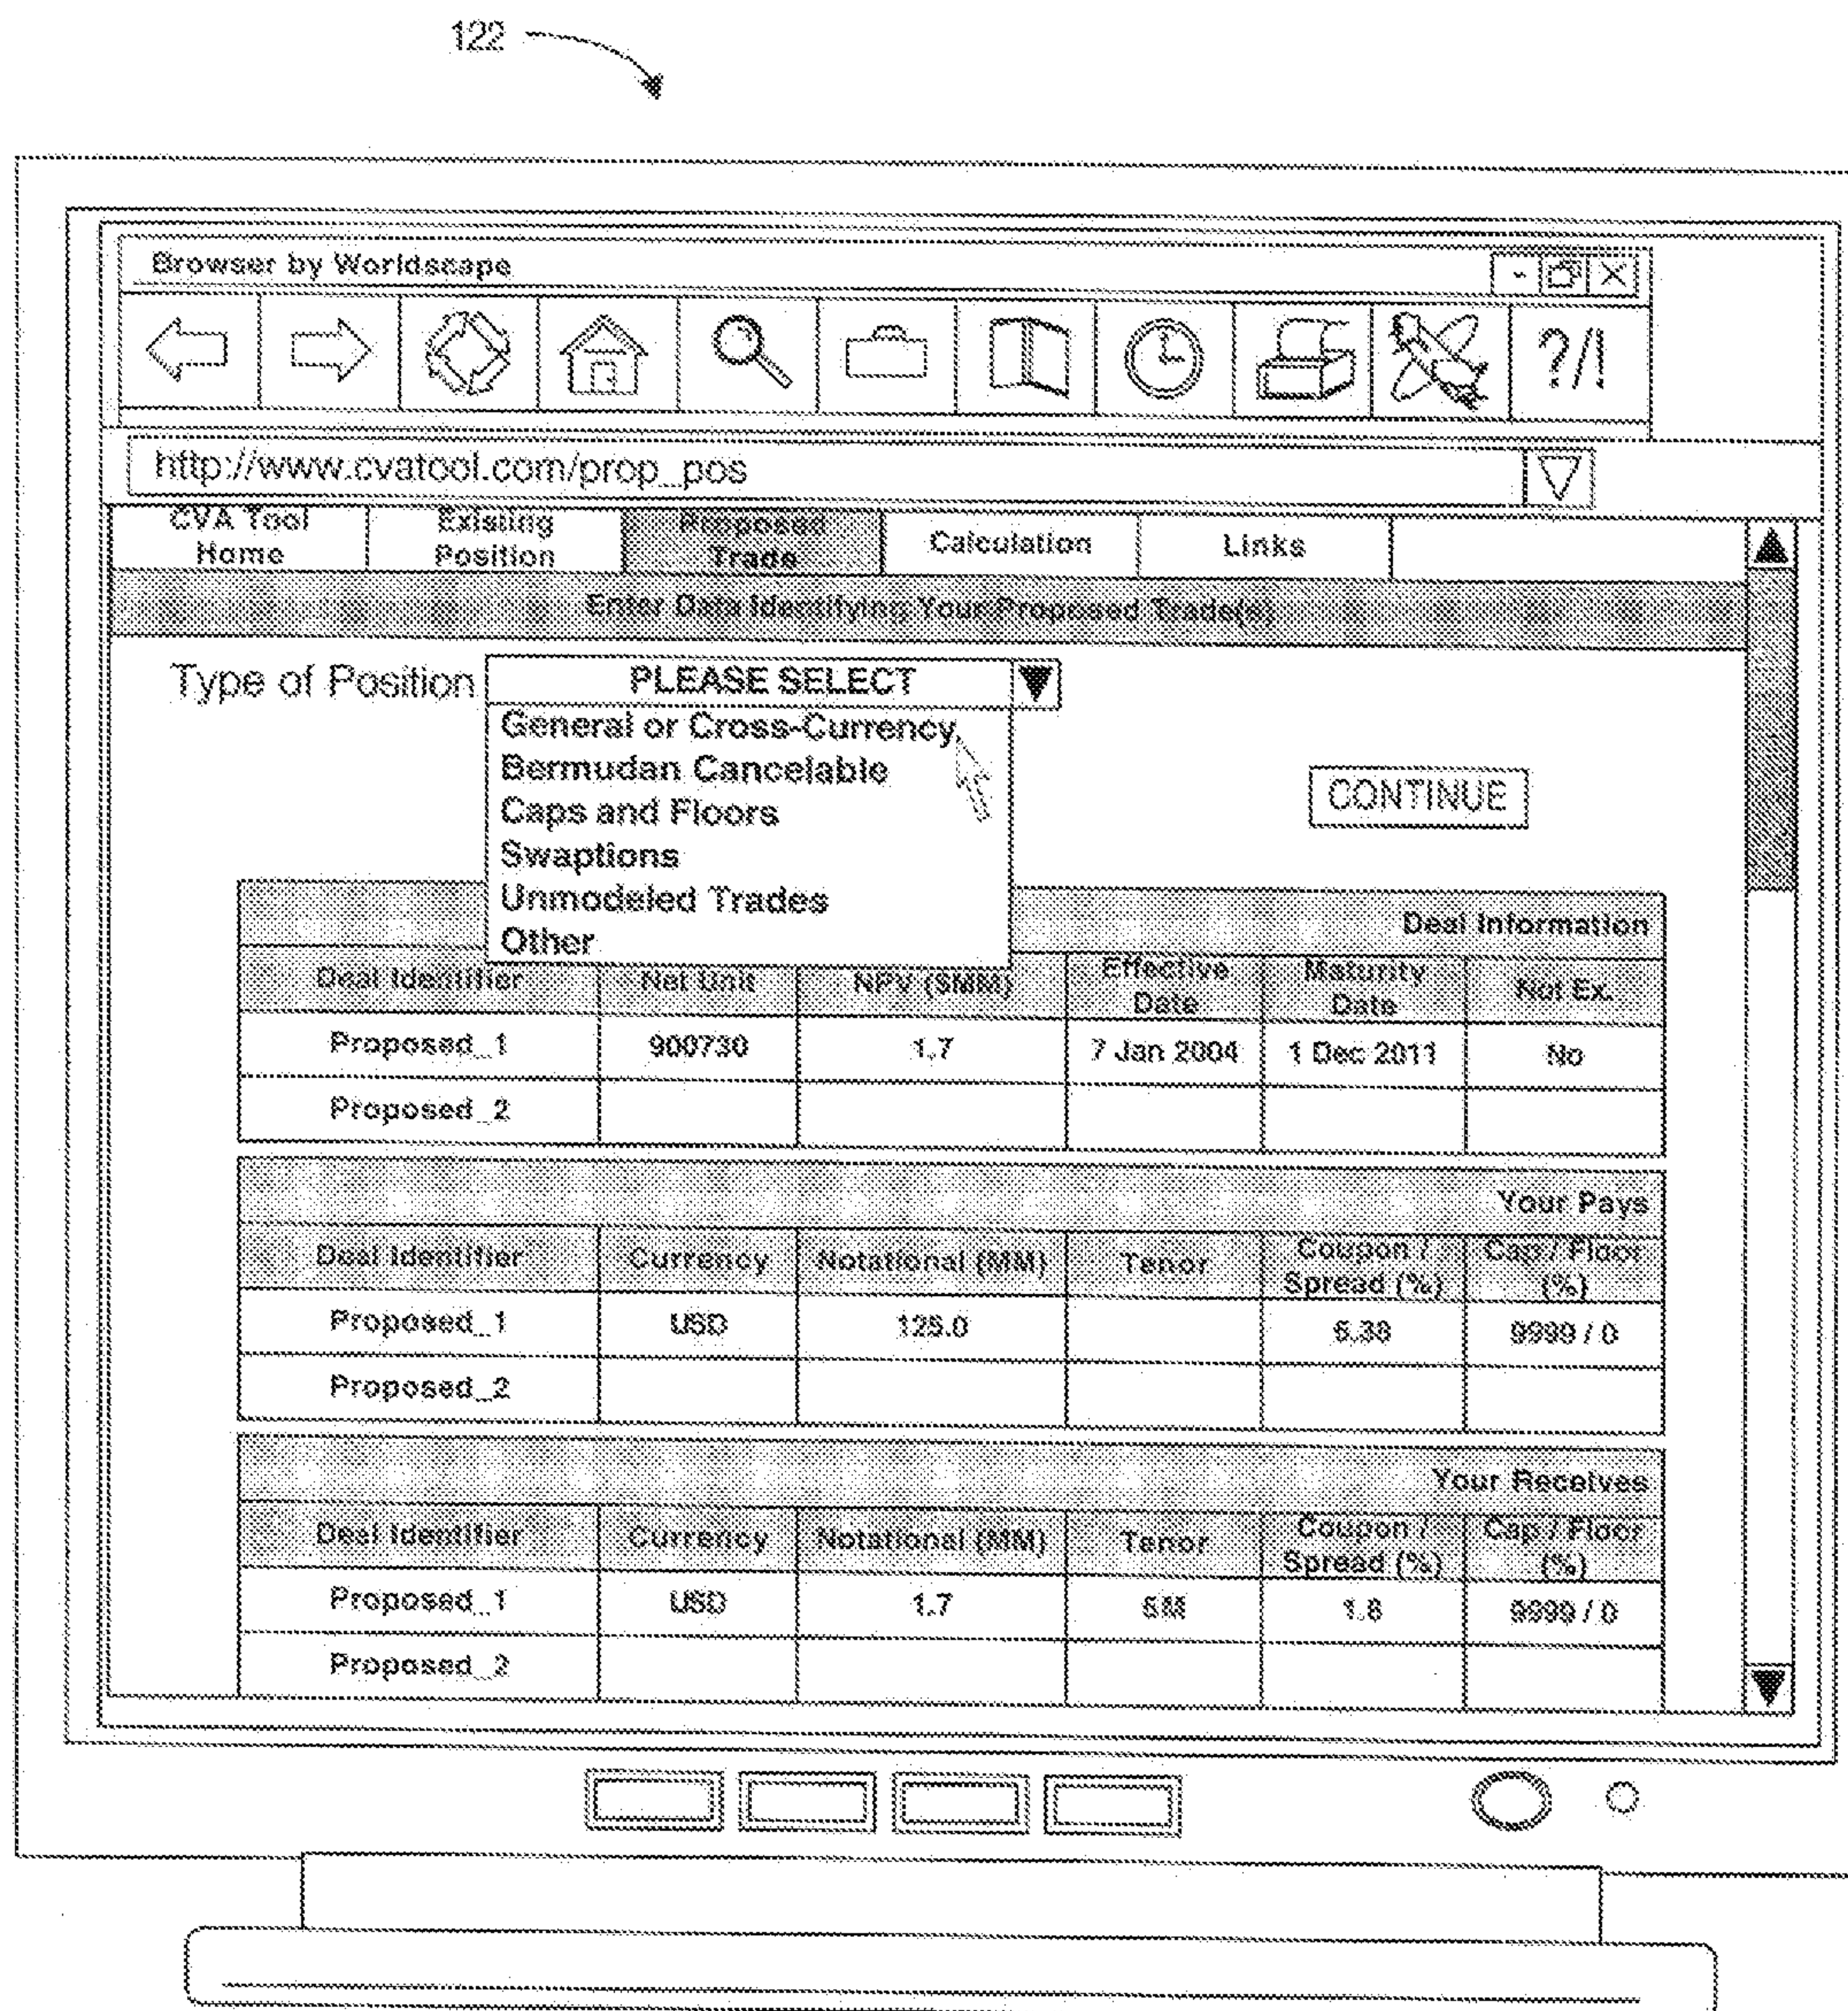 122
Browser by Worldscape
?/!
http://www.cvatool.com/prop_pos
CVA Tool Home
Existing Position
Proposed Trade
Calculation
Links
Enter Data Identifying Your Proposed Trade(s)
Type of Position
PLEASE SELECT
General or Cross-Currency
Bermudan Cancelable
Caps and Floors
Swaptions
Unmodeled Trades
Other
CONTINUE
Deal Information
Deal Identifier Net Unit NPV ($MM) Effective Date Maturity Date Not Ex.
Proposed_1 900730 1.7 7 Jan 2004 1 Dec 2011 No
Proposed_2
Your Pays
Deal Identifier Currency Notational (MM) Tenor Coupon / Spread (%) Cap / Floor (%)
Proposed_1 USD 125.0 9999 / 0
Proposed_2
Your Receives
Deal Identifier Currency Notational (MM) Tenor Coupon / Spread (%) Cap / Floor (%)
Proposed_1 USD 1.7 1.8 9999 / 0
Proposed_2